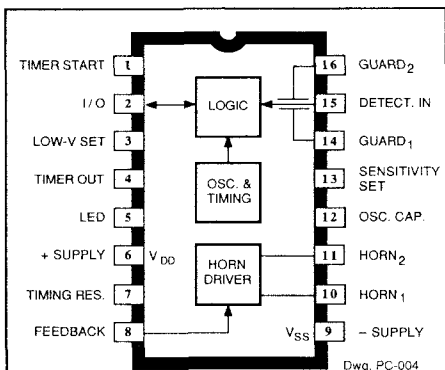 TIMER START 1
I/O 2
LOW-V SET 3
TIMER OUT 4
LED 5
+ SUPPLY 6 V DD
TIMING RES. 7
FEEDBACK 8
LOGIC
OSC. &
TIMING
HORN
DRIVER
16 GUARD2
15 DETECT. IN
14 GUARD1
13 SENSITIVITY
SET
12 OSC. CAP.
11 HORN2
10 HORN1
VSS 9 – SUPPLY
Dwg. PC-004